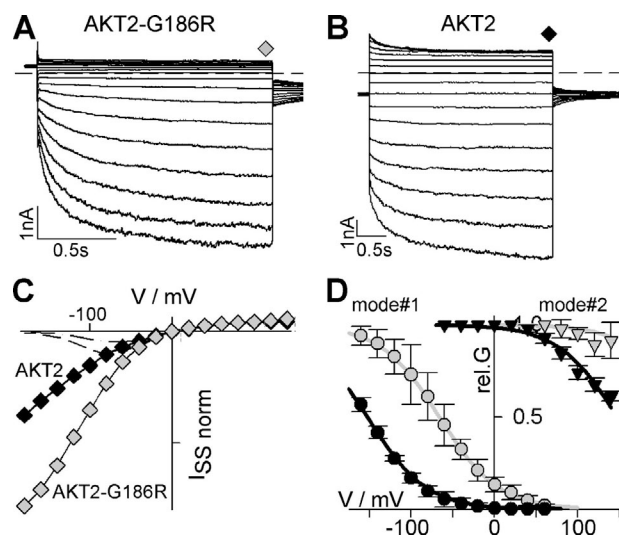 A AKT2-G186R
B AKT2
1nA
0.5s
1nA
0.5s
C V / mV
-100
AKT2
AKT2-G186R
I SS norm
D mode#1 mode#2
rel.G
0.5
V / mV
-100 0 100